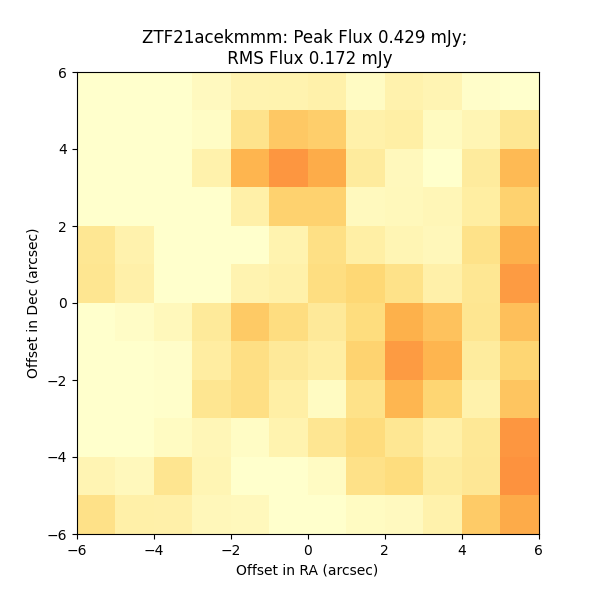 ZTF21acekmmm: Peak Flux 0.429 mJy;
RMS Flux 0.172 mJy
6
4
2
0
−2
−4
−6
Offset in Dec (arcsec)
−6 −4 −2 0 2 4 6
Offset in RA (arcsec)